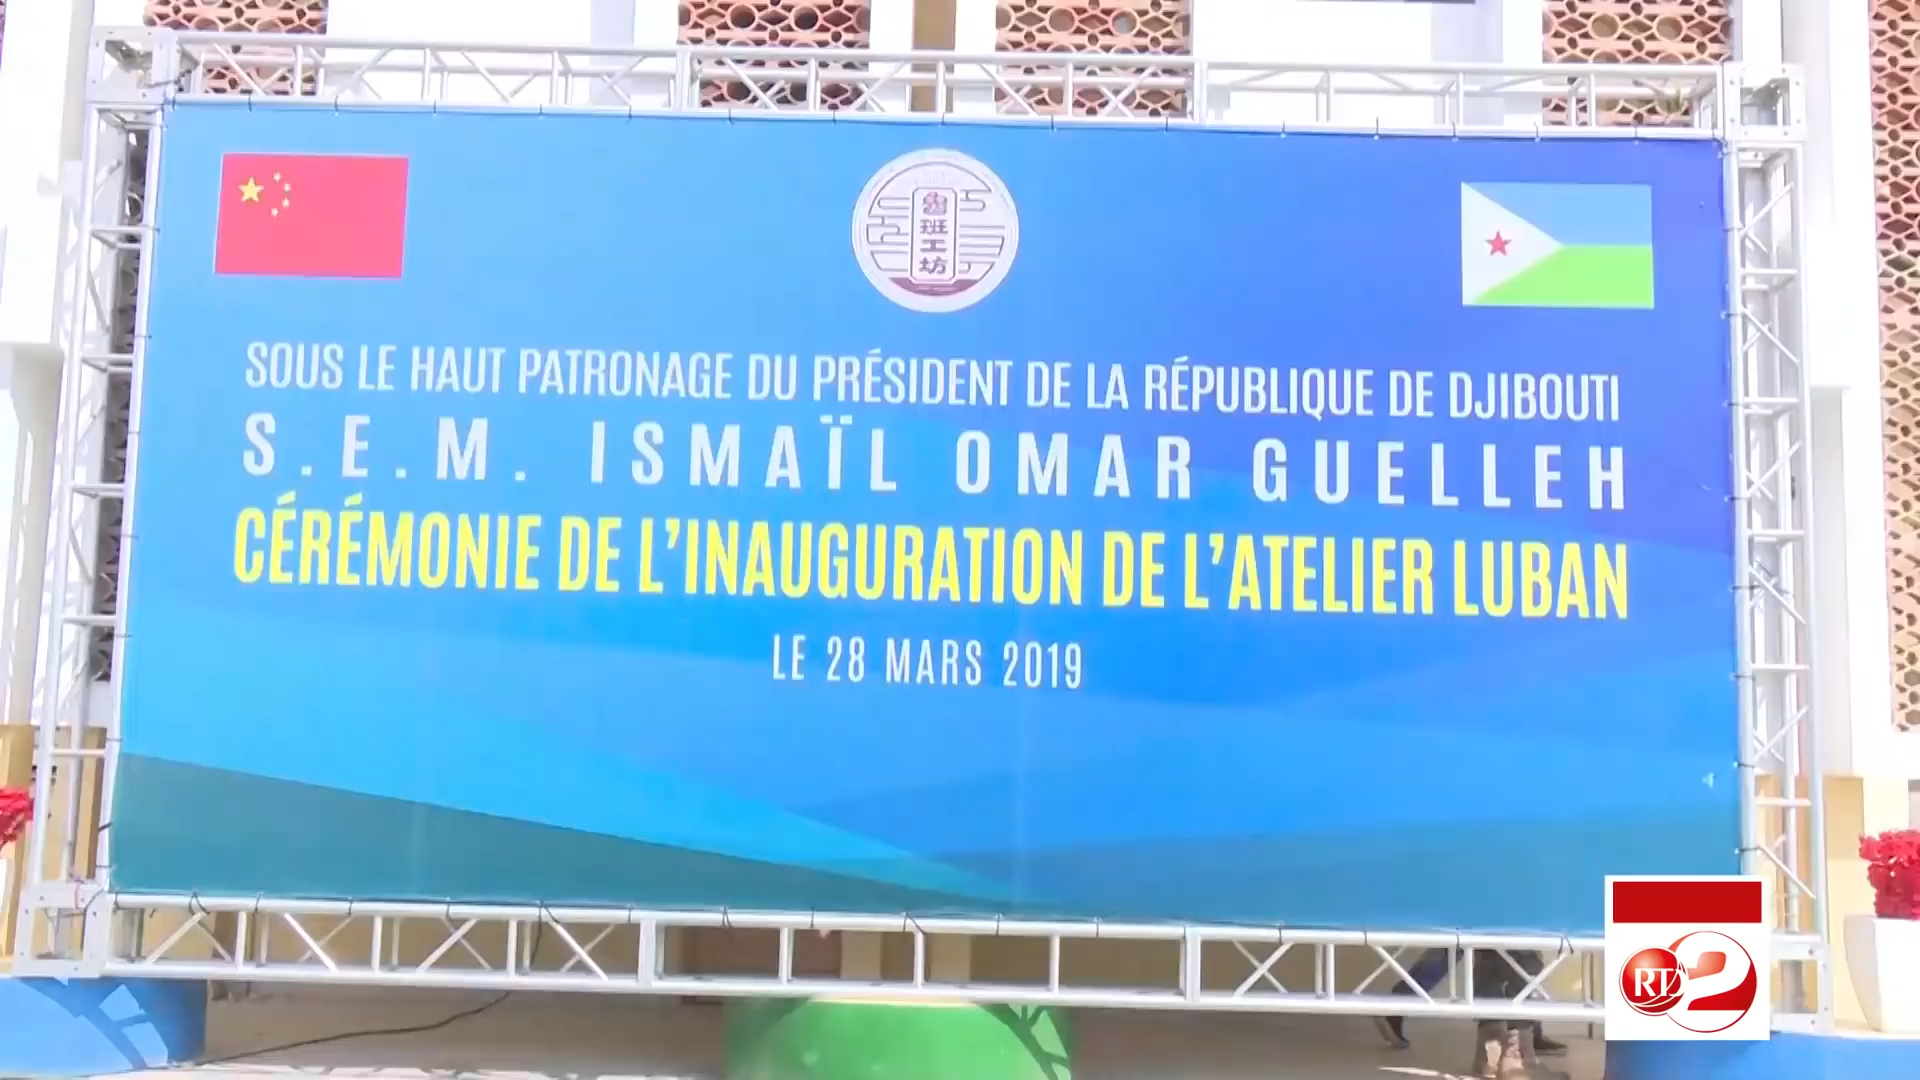 鲁班工坊
SOUS LE HAUT PATRONAGE DU PRÉSIDENT DE LA RÉPUBLIQUE DE DJIBOUTI
S.E.M. ISMAÏL OMAR GUELLEH
CÉRÉMONIE DE L'INAUGURATION DE L'ATELIER LUBAN
LE 28 MARS 2019
RTD
2